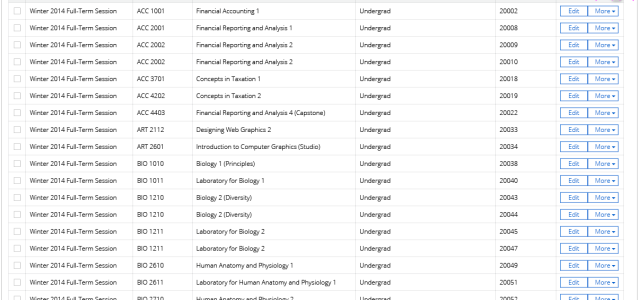 Winter 2014 Full-Term Session ACC 1001 Financial Accounting 1 Undergrad 20002 Edit More
Winter 2014 Full-Term Session ACC 2001 Financial Reporting and Analysis 1 Undergrad 20008 Edit More
Winter 2014 Full-Term Session ACC 2002 Financial Reporting and Analysis 2 Undergrad 20009 Edit More
Winter 2014 Full-Term Session ACC 2002 Financial Reporting and Analysis 2 Undergrad 20010 Edit More
Winter 2014 Full-Term Session ACC 3701 Concepts in Taxation 1 Undergrad 20018 Edit More
Winter 2014 Full-Term Session ACC 4202 Concepts in Taxation 2 Undergrad 20019 Edit More
Winter 2014 Full-Term Session ACC 4403 Financial Reporting and Analysis 4 (Capstone) Undergrad 20022 Edit More
Winter 2014 Full-Term Session ART 2112 Designing Web Graphics 2 Undergrad 20033 Edit More
Winter 2014 Full-Term Session ART 2601 Introduction to Computer Graphics (Studio) Undergrad 20034 Edit More
Winter 2014 Full-Term Session BIO 1010 Biology 1 (Principles) Undergrad 20038 Edit More
Winter 2014 Full-Term Session BIO 1011 Laboratory for Biology 1 Undergrad 20040 Edit More
Winter 2014 Full-Term Session BIO 1210 Biology 2 (Diversity) Undergrad 20043 Edit More
Winter 2014 Full-Term Session BIO 1210 Biology 2 (Diversity) Undergrad 20044 Edit More
Winter 2014 Full-Term Session BIO 1211 Laboratory for Biology 2 Undergrad 20045 Edit More
Winter 2014 Full-Term Session BIO 1211 Laboratory for Biology 2 Undergrad 20047 Edit More
Winter 2014 Full-Term Session BIO 2610 Human Anatomy and Physiology 1 Undergrad 20049 Edit More
Winter 2014 Full-Term Session BIO 2611 Laboratory for Human Anatomy and Physiology 1 Undergrad 20051 Edit More
Winter 2014 Full-Term Session BIO 2710 Human Anatomy and Physiology 2 Undergrad 20052 Edit More